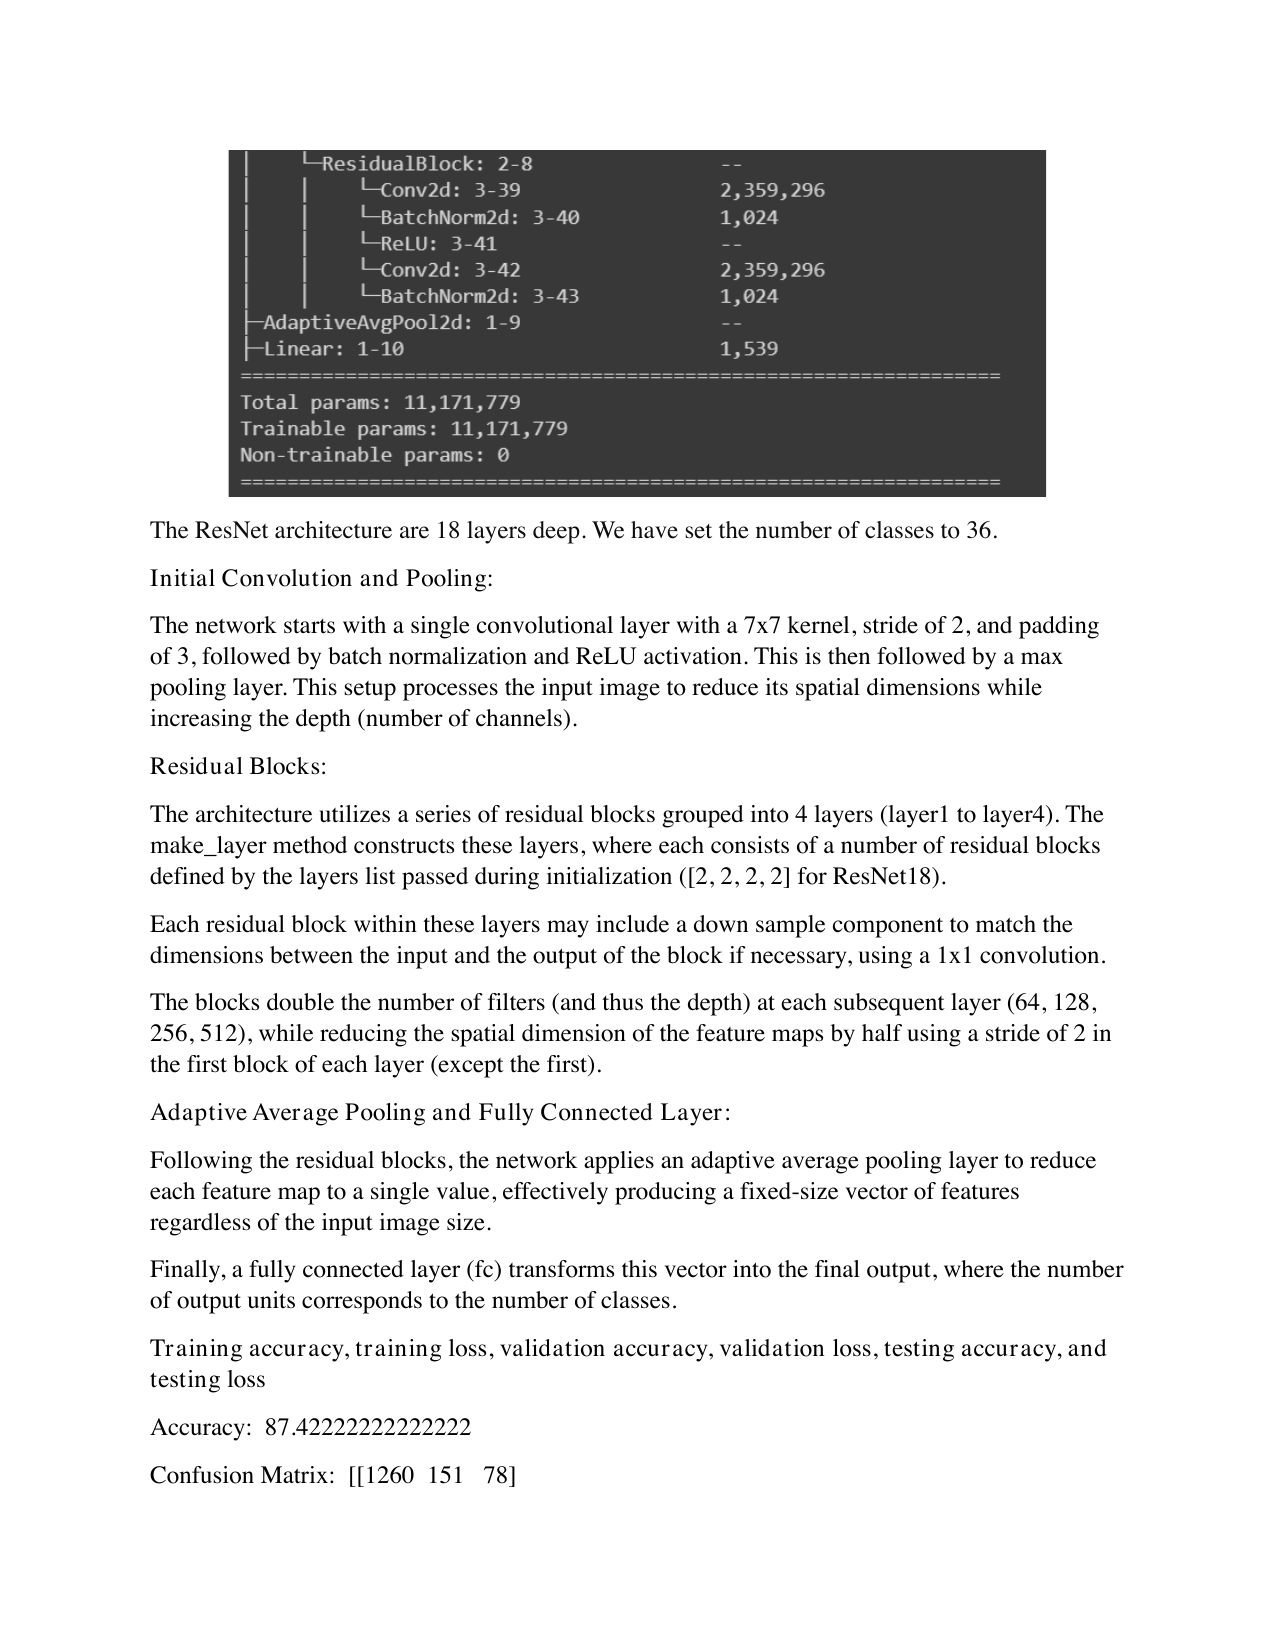 │    └─ResidualBlock: 2-8                --
│    │    └─Conv2d: 3-39                 2,359,296
│    │    └─BatchNorm2d: 3-40            1,024
│    │    └─ReLU: 3-41                   --
│    │    └─Conv2d: 3-42                 2,359,296
│    │    └─BatchNorm2d: 3-43            1,024
├─AdaptiveAvgPool2d: 1-9                 --
├─Linear: 1-10                           1,539
=================================================================
Total params: 11,171,779
Trainable params: 11,171,779
Non-trainable params: 0
=================================================================
The ResNet architecture are 18 layers deep. We have set the number of classes to 36.
Initial Convolution and Pooling:
The network starts with a single convolutional layer with a 7x7 kernel, stride of 2, and padding
of 3, followed by batch normalization and ReLU activation. This is then followed by a max
pooling layer. This setup processes the input image to reduce its spatial dimensions while
increasing the depth (number of channels).
Residual Blocks:
The architecture utilizes a series of residual blocks grouped into 4 layers (layer1 to layer4). The
make_layer method constructs these layers, where each consists of a number of residual blocks
defined by the layers list passed during initialization ([2, 2, 2, 2] for ResNet18).
Each residual block within these layers may include a down sample component to match the
dimensions between the input and the output of the block if necessary, using a 1x1 convolution.
The blocks double the number of filters (and thus the depth) at each subsequent layer (64, 128,
256, 512), while reducing the spatial dimension of the feature maps by half using a stride of 2 in
the first block of each layer (except the first).
Adaptive Average Pooling and Fully Connected Layer:
Following the residual blocks, the network applies an adaptive average pooling layer to reduce
each feature map to a single value, effectively producing a fixed-size vector of features
regardless of the input image size.
Finally, a fully connected layer (fc) transforms this vector into the final output, where the number
of output units corresponds to the number of classes.
Training accuracy, training loss, validation accuracy, validation loss, testing accuracy, and
testing loss
Accuracy:  87.42222222222222
Confusion Matrix:  [[1260  151   78]